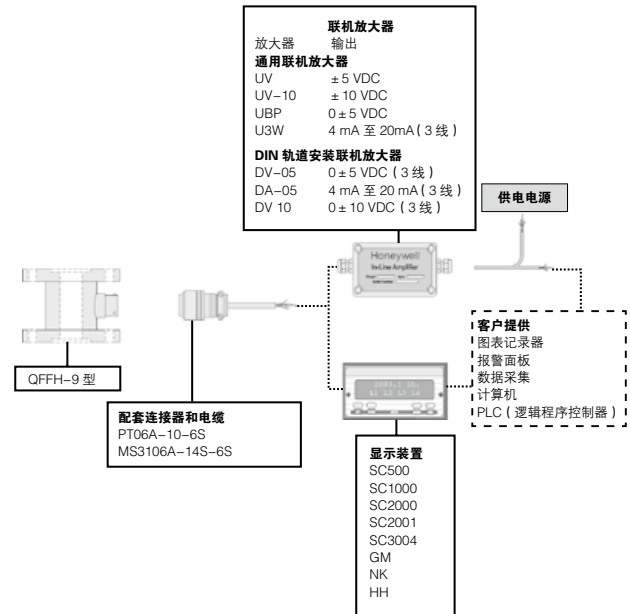 联机放大器
放大器 输出
通用联机放大器
UV ±5 VDC
UV-10 ±10 VDC
UBP 0±5 VDC
U3W 4 mA 至 20mA(3 线)
DIN 轨道安装联机放大器
DV-05 0±5 VDC(3 线)
DA-05 4 mA 至 20 mA(3 线)
DV 10 0±10 VDC(3 线)
供电电源
Honeywell
In-Line Amplifier
QFFH-9 型
配套连接器和电缆
PT06A-10-6S
MS3106A-14S-6S
客户提供
图表记录器
报警面板
数据采集
计算机
PLC(逻辑程序控制器)
显示装置
SC500
SC1000
SC2000
SC2001
SC3004
GM
NK
HH